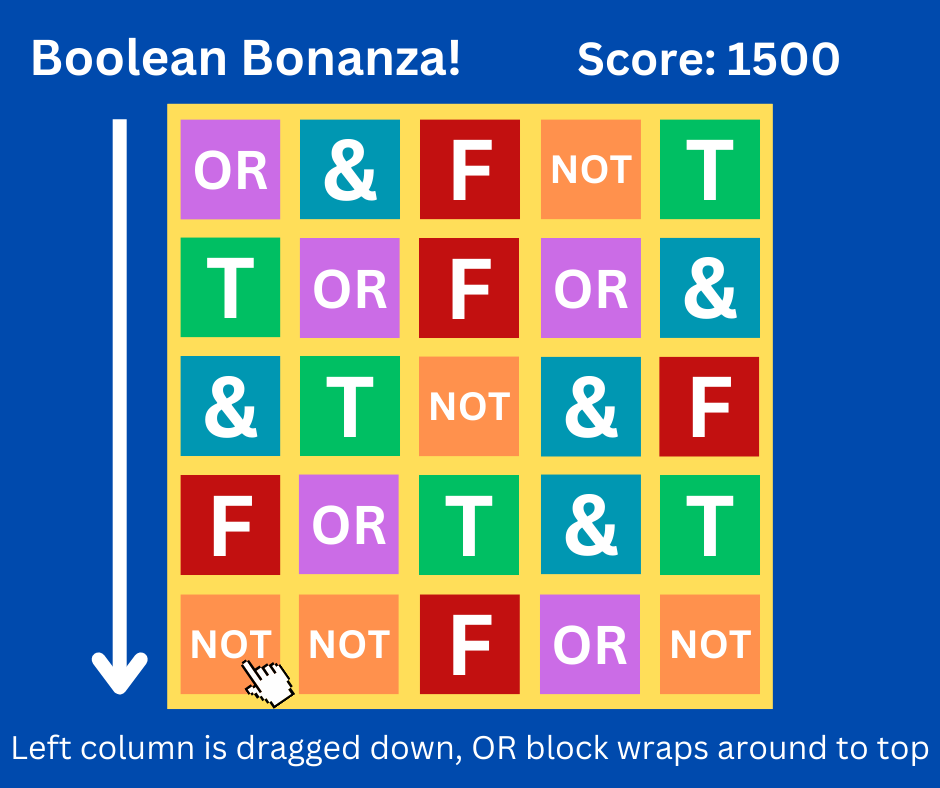 Boolean Bonanza! Score: 1500
OR & F NOT T
T OR F OR &
& T NOT & F
F OR T & T
NOT NOT F OR NOT
Left column is dragged down, OR block wraps around to top